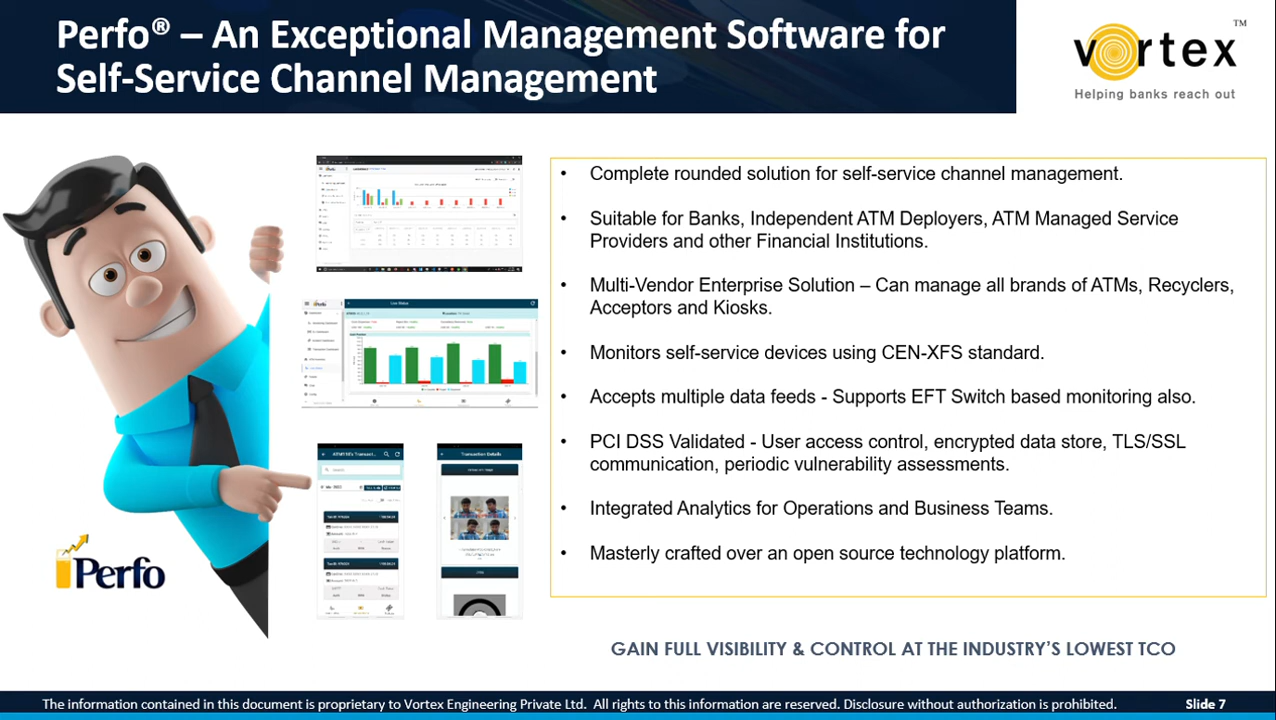 Perfo® – An Exceptional Management Software for
Self-Service Channel Management
vortex
TM
Helping banks reach out
• Complete rounded solution for self-service channel management.
• Suitable for Banks, Independent ATM Deployers, ATM Managed Service
Providers and other Financial Institutions.
• Multi-Vendor Enterprise Solution – Can manage all brands of ATMs, Recyclers,
Acceptors and Kiosks.
• Monitors self-service devices using CEN-XFS standard.
• Accepts multiple data feeds - Supports EFT Switch based monitoring also.
• PCI DSS Validated - User access control, encrypted data store, TLS/SSL
communication, periodic vulnerability assessments.
• Integrated Analytics for Operations and Business Teams.
• Masterly crafted over an open source technology platform.
Perfo
Live Status
Transaction Details
Search
GAIN FULL VISIBILITY & CONTROL AT THE INDUSTRY'S LOWEST TCO
The information contained in this document is proprietary to Vortex Engineering Private Ltd. All rights to this information are reserved. Disclosure without authorization is prohibited.
Slide 7